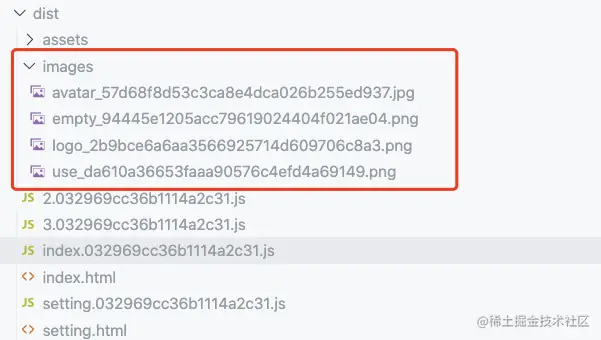 dist
assets
images
avatar_57d68f8d53c3ca8e4dca026b255ed937.jpg
empty_94445e1205acc79619024404f021ae04.png
logo_2b9bce6a6aa3566925714d609706c8a3.png
use_da610a36653faaa90576c4efd4a69149.png
JS 2.032969cc36b1114a2c31.js
JS 3.032969cc36b1114a2c31.js
JS index.032969cc36b1114a2c31.js
<> index.html
JS setting.032969cc36b1114a2c31.js
<> setting.html
@稀土掘金技术社区